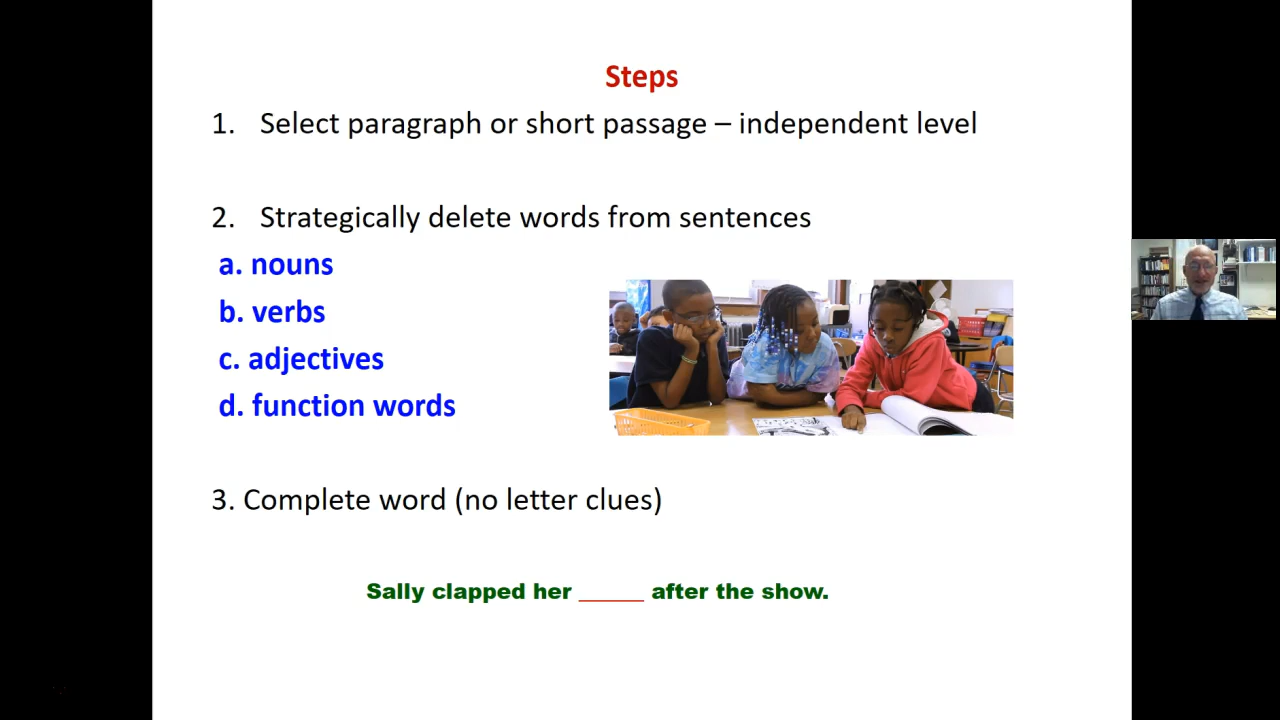 Steps
1. Select paragraph or short passage – independent level
2. Strategically delete words from sentences
a. nouns
b. verbs
c. adjectives
d. function words
3. Complete word (no letter clues)
Sally clapped her ______ after the show.